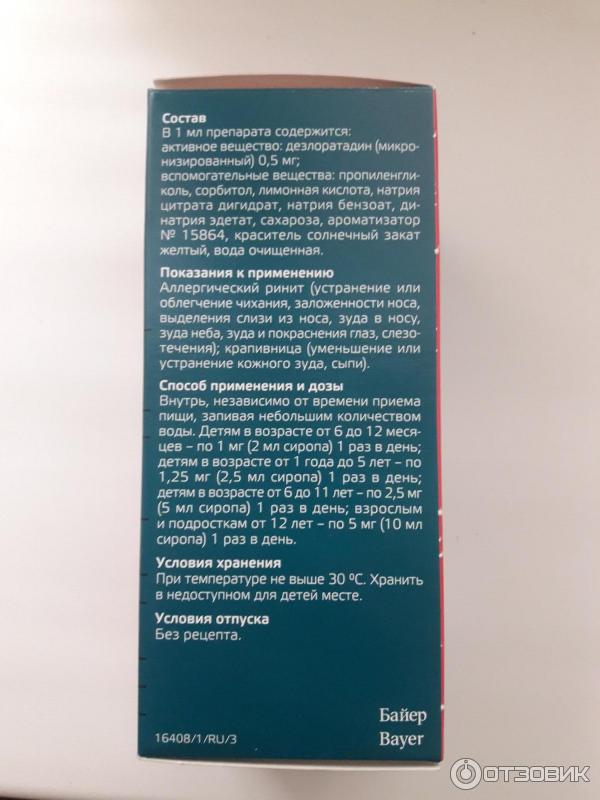 Состав
В 1 мл препарата содержится:
активное вещество: дезлоратадин (микро-
низированный) 0,5 мг;
вспомогательные вещества: пропиленгли-
коль, сорбитол, лимонная кислота, натрия
цитрата дигидрат, натрия бензоат, ди-
натрия эдетат, сахароза, ароматизатор
№ 15864, краситель солнечный закат
желтый, вода очищенная.
Показания к применению
Аллергический ринит (устранение или
облегчение чихания, заложенности носа,
выделения слизи из носа, зуда в носу,
зуда неба, зуда и покраснения глаз, слезо-
течения); крапивница (уменьшение или
устранение кожного зуда, сыпи).
Способ применения и дозы
Внутрь, независимо от времени приема
пищи, запивая небольшим количеством
воды. Детям в возрасте от 6 до 12 меся-
цев – по 1 мг (2 мл сиропа) 1 раз в день;
детям в возрасте от 1 года до 5 лет – по
1,25 мг (2,5 мл сиропа) 1 раз в день;
детям в возрасте от 6 до 11 лет – по 2,5 мг
(5 мл сиропа) 1 раз в день; взрослым
и подросткам от 12 лет – по 5 мг (10 мл
сиропа) 1 раз в день.
Условия хранения
При температуре не выше 30 ºС. Хранить
в недоступном для детей месте.
Условия отпуска
Без рецепта.
Байер
16408/1/RU/3 Bayer
ОТЗОВИК